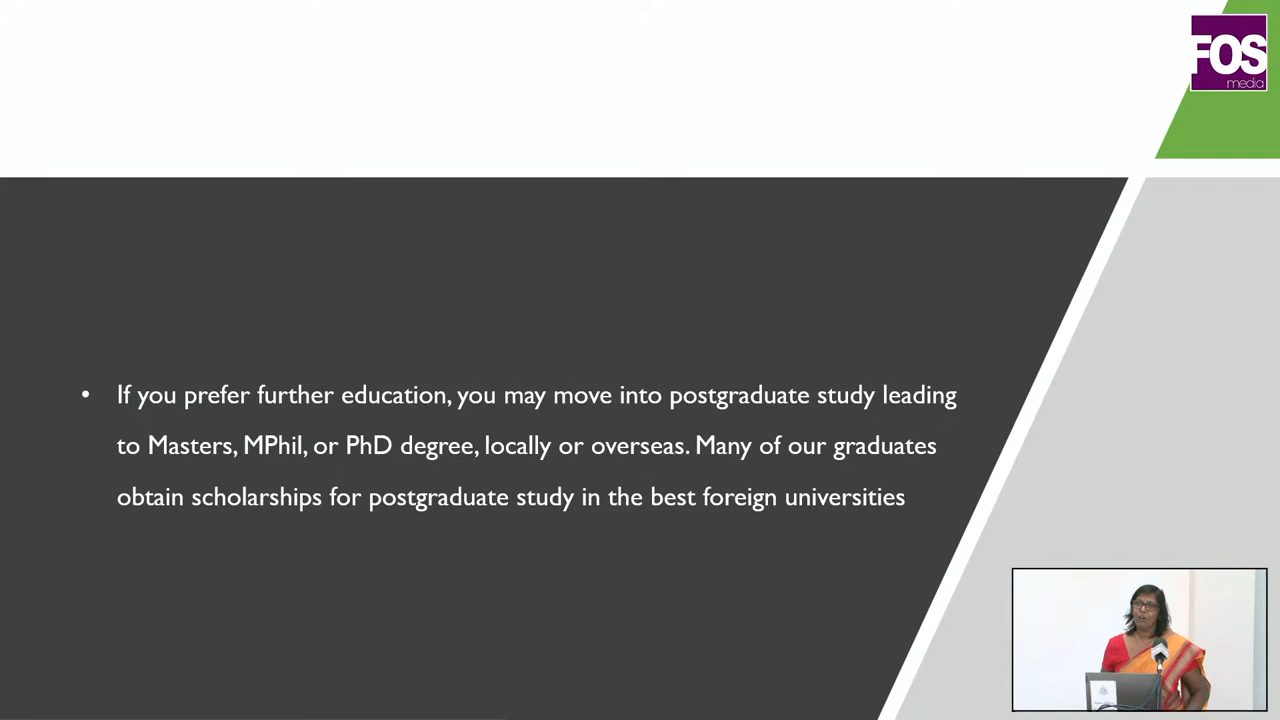 FOS
media
• If you prefer further education, you may move into postgraduate study leading
to Masters, MPhil, or PhD degree, locally or overseas. Many of our graduates
obtain scholarships for postgraduate study in the best foreign universities